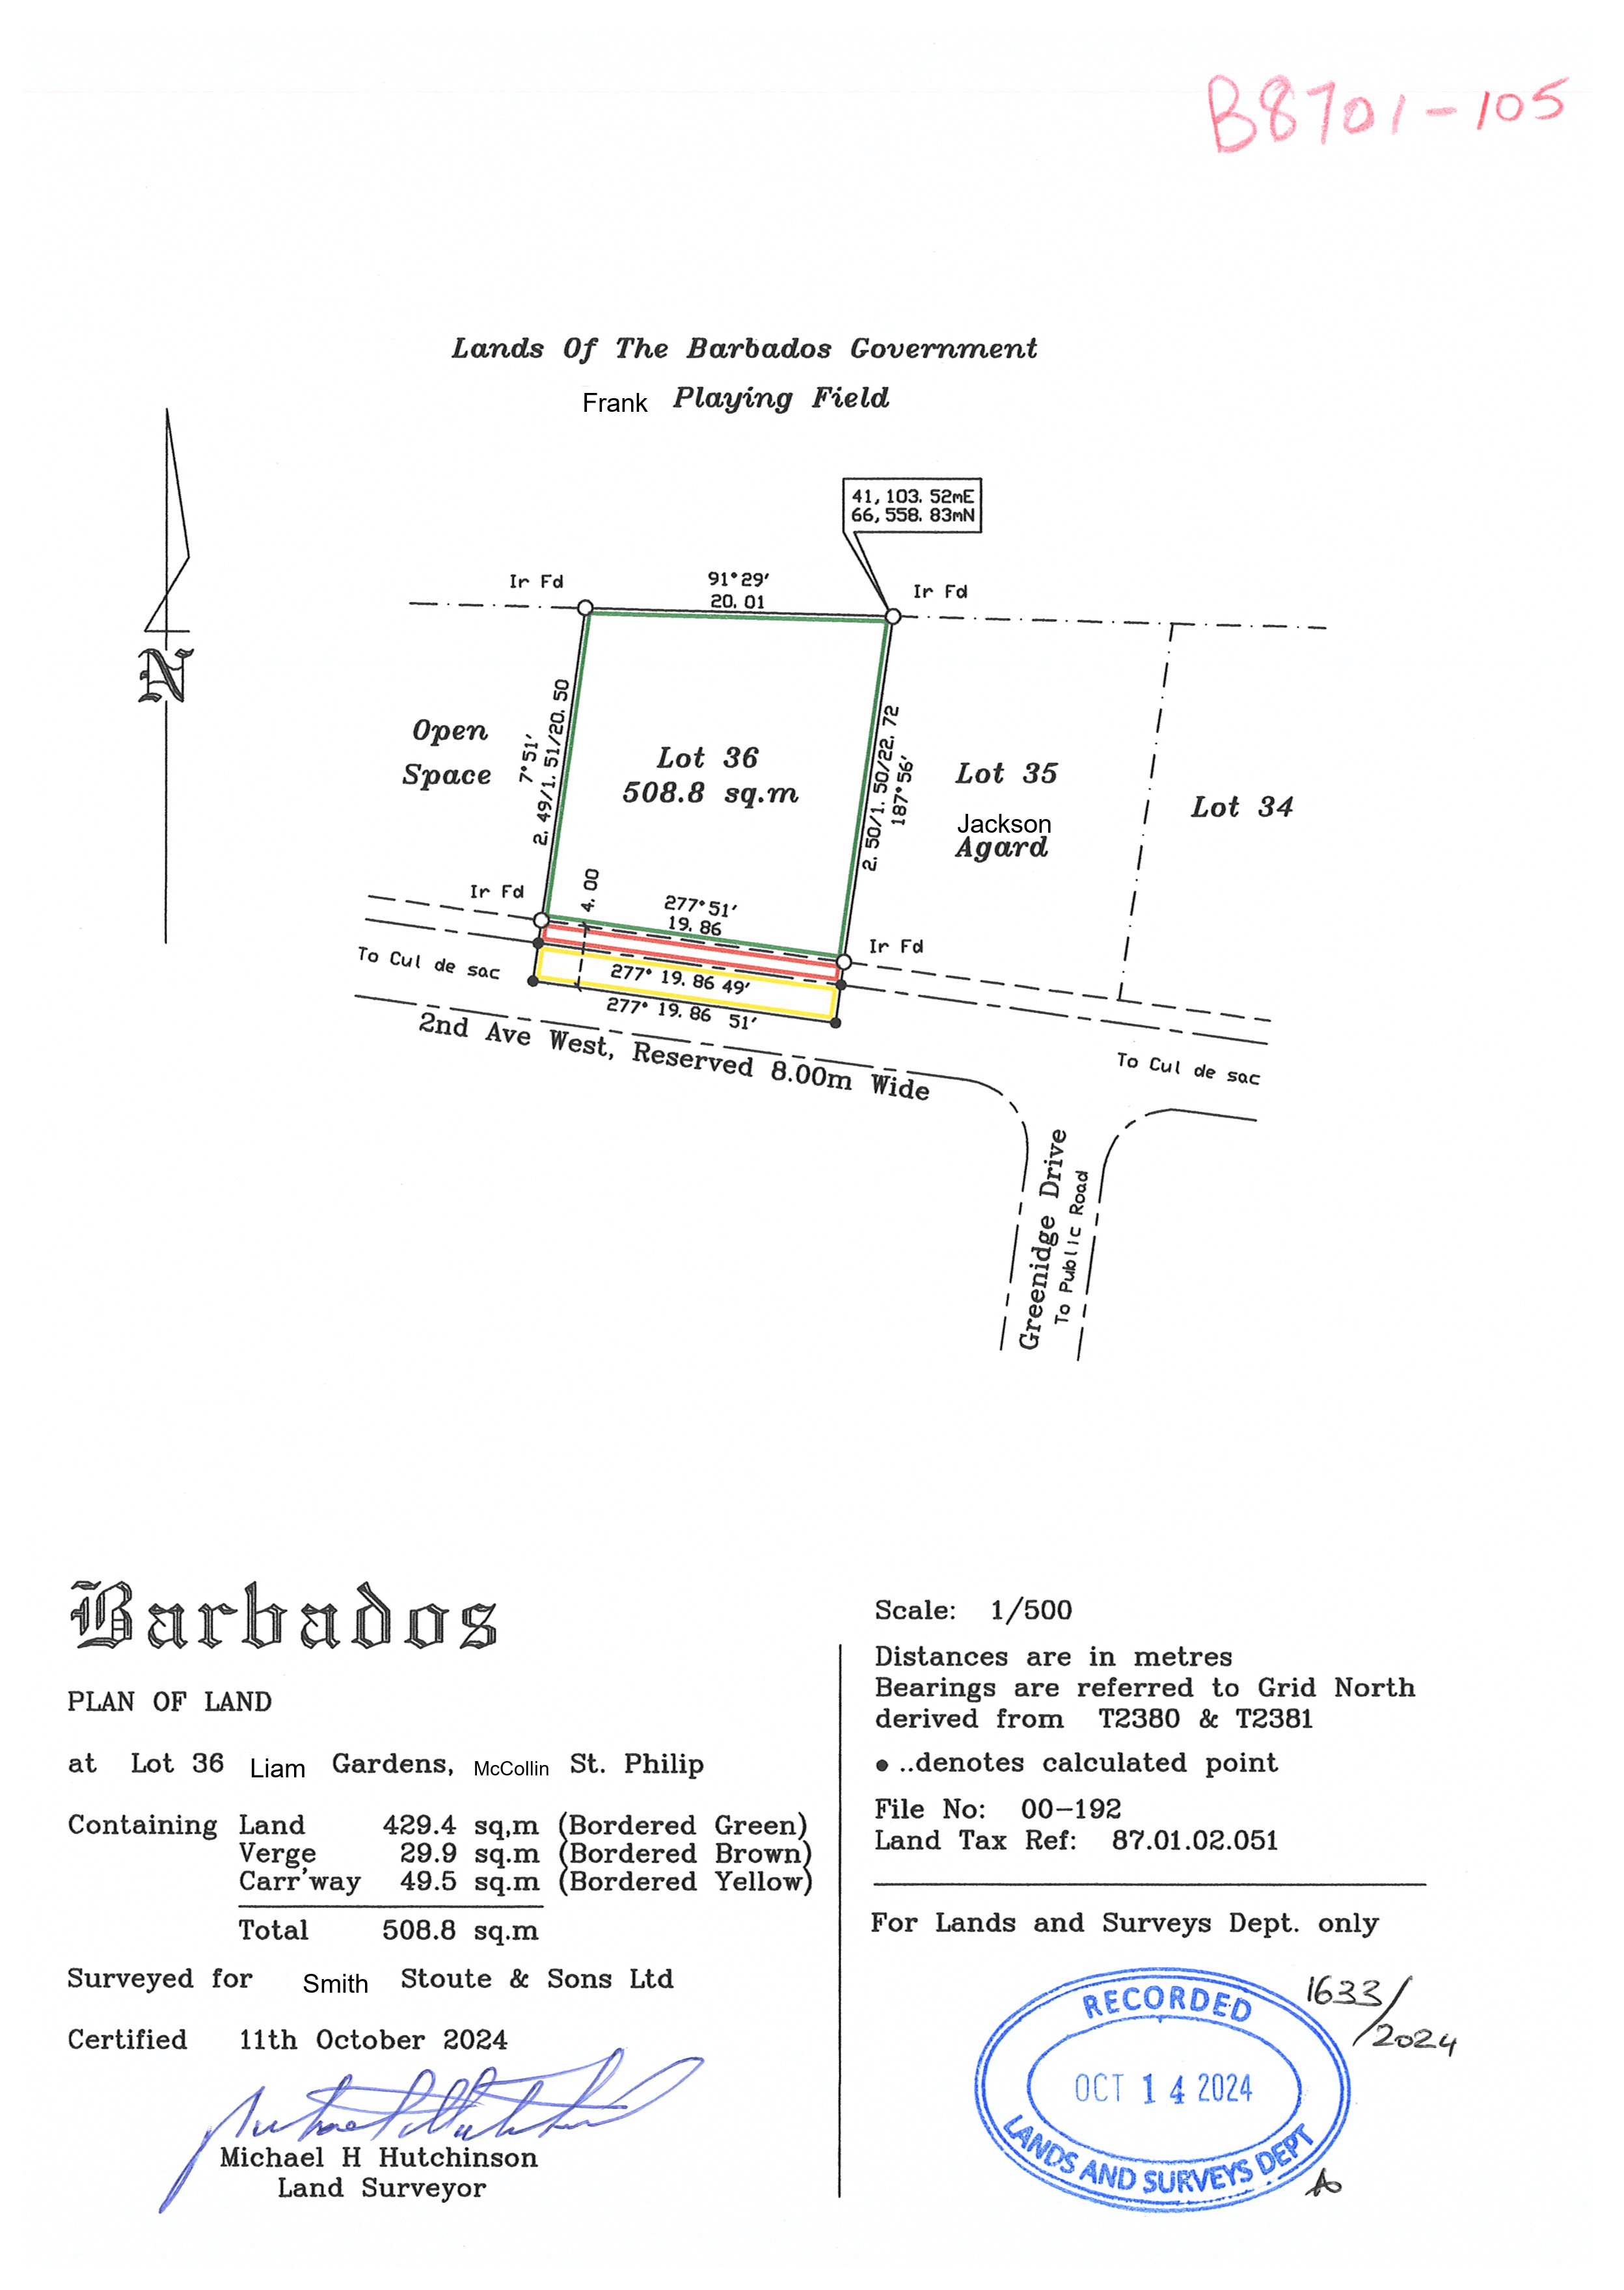 B8701-105
Lands Of The Barbados Government
Frank Playing Field
41, 103. 52mE
66, 558. 83mN
Ir Fd
91°29′
20. 01
Ir Fd
Open
Space
7°51′
2. 49/1. 51/20. 50
Lot 36
508.8 sq.m
2. 50/1. 50/22. 72
187°56′
Lot 35
Jackson
Agard
Lot 34
Ir Fd
4. 00
277°51′
19. 86
Ir Fd
To Cul de sac
277° 19. 86 49′
277° 19. 86 51′
2nd Ave West, Reserved 8.00m Wide
To Cul de sac
Greenidge Drive
To Public Road
N
Barbados
PLAN OF LAND
at Lot 36 Liam Gardens, McCollin St. Philip
Containing Land 429.4 sq,m (Bordered Green)
Verge 29.9 sq.m (Bordered Brown)
Carr'way 49.5 sq.m (Bordered Yellow)
Total 508.8 sq.m
Surveyed for Smith Stoute & Sons Ltd
Certified 11th October 2024
Michael H Hutchinson
Land Surveyor
Scale: 1/500
Distances are in metres
Bearings are referred to Grid North
derived from T2380 & T2381
● ..denotes calculated point
File No: 00-192
Land Tax Ref: 87.01.02.051
For Lands and Surveys Dept. only
1633/
2024
RECORDED
OCT 14 2024
LANDS AND SURVEYS DEPT